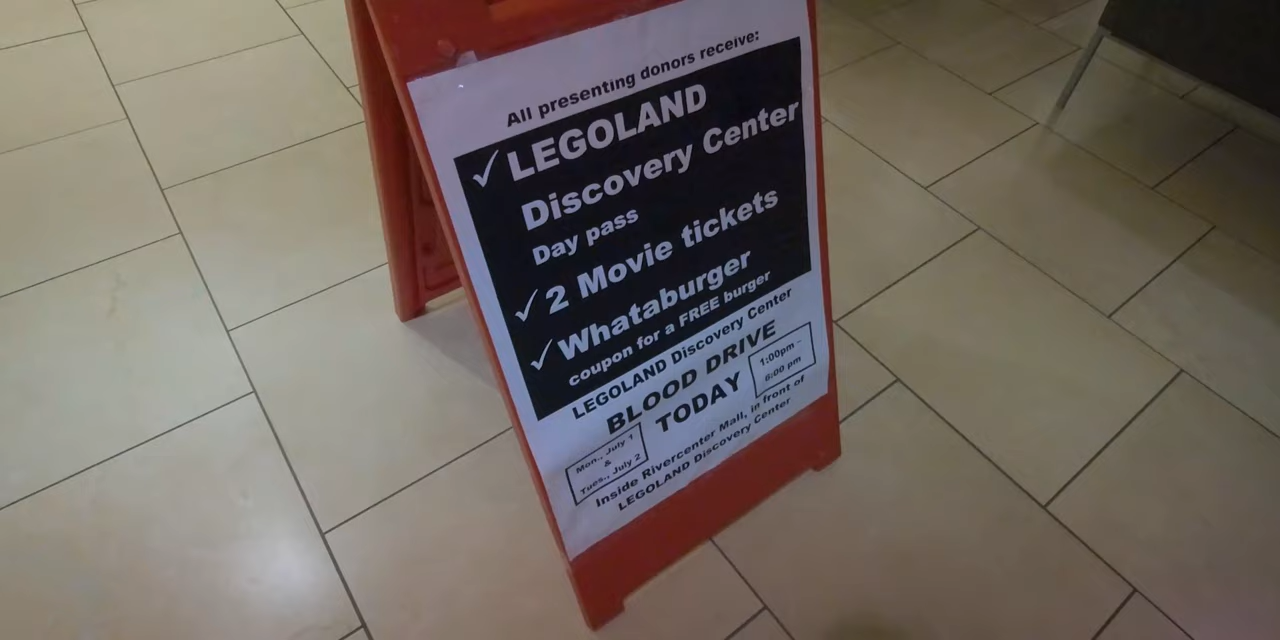 All presenting donors receive:
✓ LEGOLAND
Discovery Center
Day pass
✓ 2 Movie tickets
✓ Whataburger
coupon for a FREE burger
LEGOLAND Discovery Center
BLOOD DRIVE
TODAY
1:00pm –
6:00 pm
Mon., July 1
&
Tues., July 2
Inside Rivercenter Mall, in front of
LEGOLAND Discovery Center